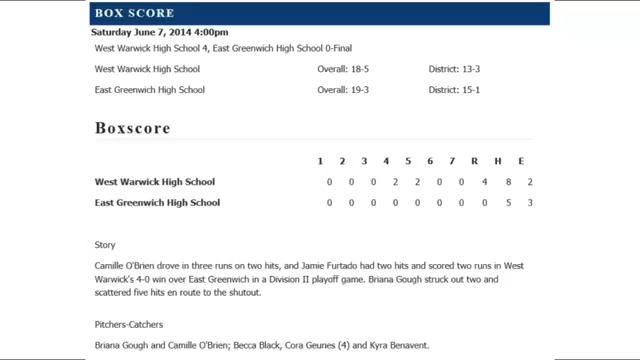 BOX SCORE
Saturday June 7, 2014 4:00pm
West Warwick High School 4, East Greenwich High School 0-Final
West Warwick High School Overall: 18-5 District: 13-3
East Greenwich High School Overall: 19-3 District: 15-1
Boxscore
1 2 3 4 5 6 7 R H E
West Warwick High School 0 0 0 2 2 0 0 4 8 2
East Greenwich High School 0 0 0 0 0 0 0 0 5 3
Story
Camille O'Brien drove in three runs on two hits, and Jamie Furtado had two hits and scored two runs in West
Warwick's 4-0 win over East Greenwich in a Division II playoff game. Briana Gough struck out two and
scattered five hits en route to the shutout.
Pitchers-Catchers
Briana Gough and Camille O'Brien; Becca Black, Cora Geunes (4) and Kyra Benavent.